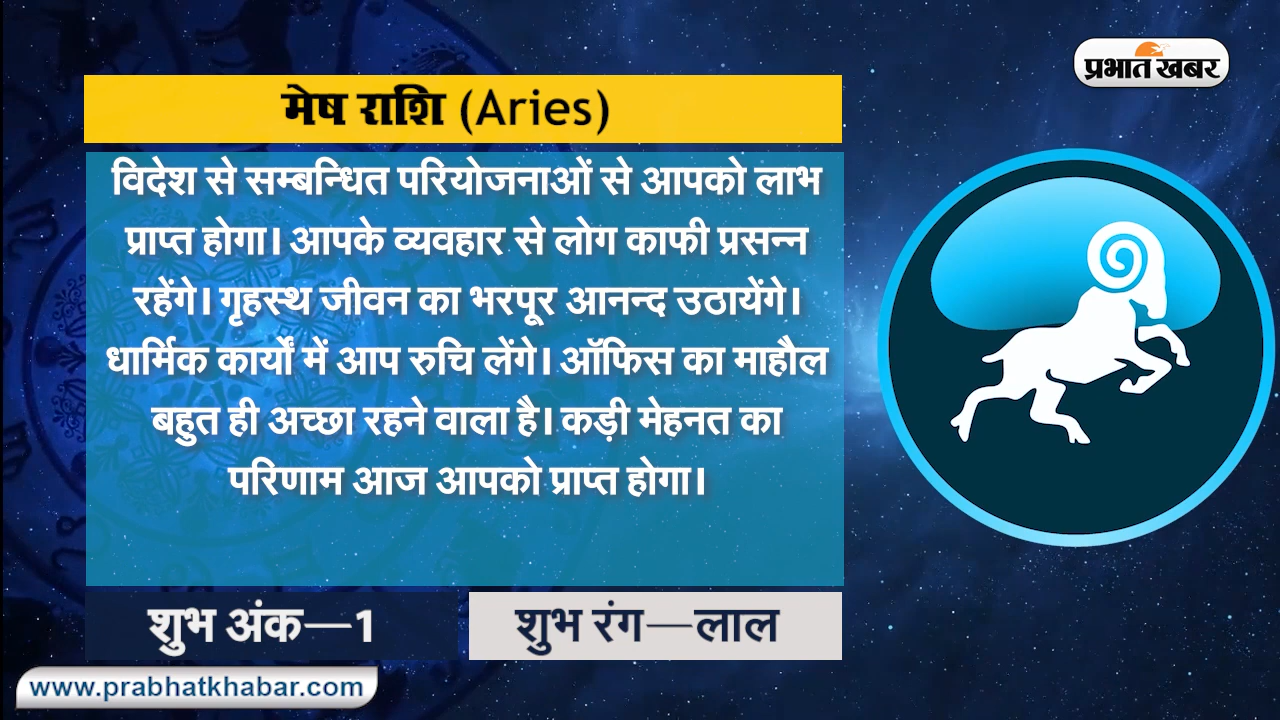 प्रभात खबर
मेष राशि (Aries)
विदेश से सम्बन्धित परियोजनाओं से आपको लाभ
प्राप्त होगा। आपके व्यवहार से लोग काफी प्रसन्न
रहेंगे। गृहस्थ जीवन का भरपूर आनन्द उठायेंगे।
धार्मिक कार्यों में आप रुचि लेंगे। ऑफिस का माहौल
बहुत ही अच्छा रहने वाला है। कड़ी मेहनत का
परिणाम आज आपको प्राप्त होगा।
शुभ अंक—1
शुभ रंग—लाल
www.prabhatkhabar.com